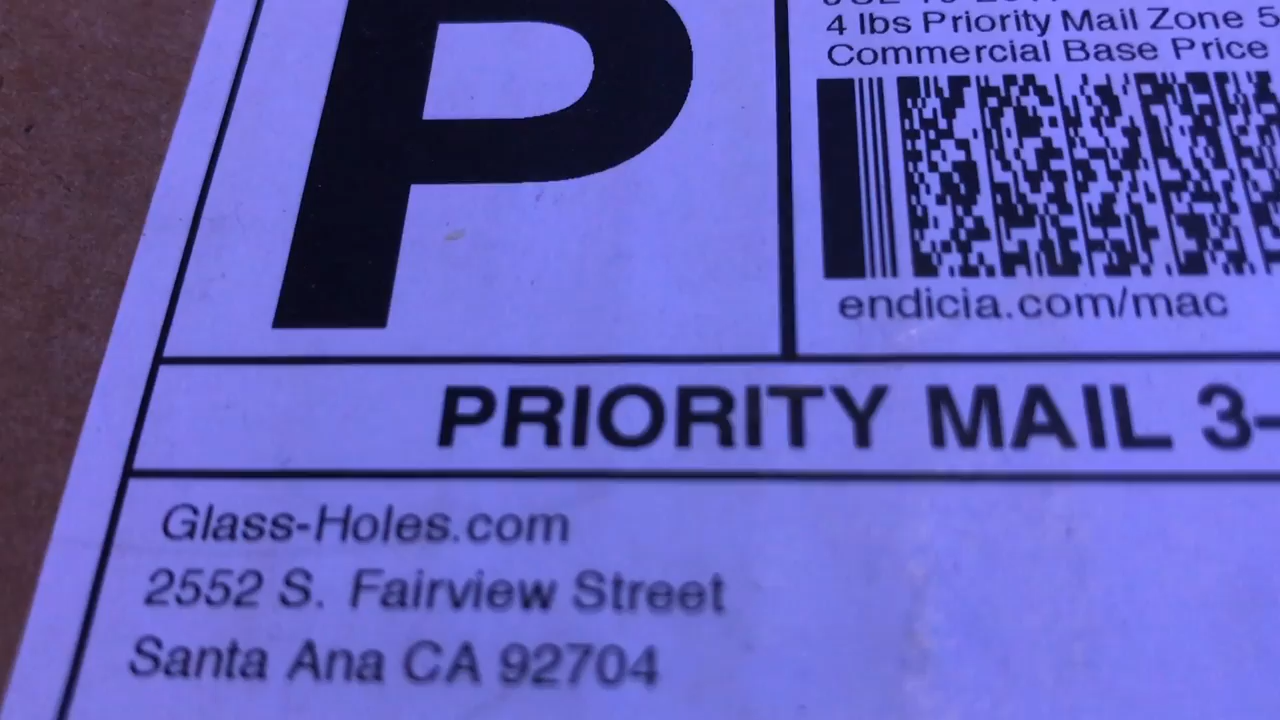 P
4 lbs Priority Mail Zone 5
Commercial Base Price
endicia.com/mac
PRIORITY MAIL 3-
Glass-Holes.com
2552 S. Fairview Street
Santa Ana CA 92704